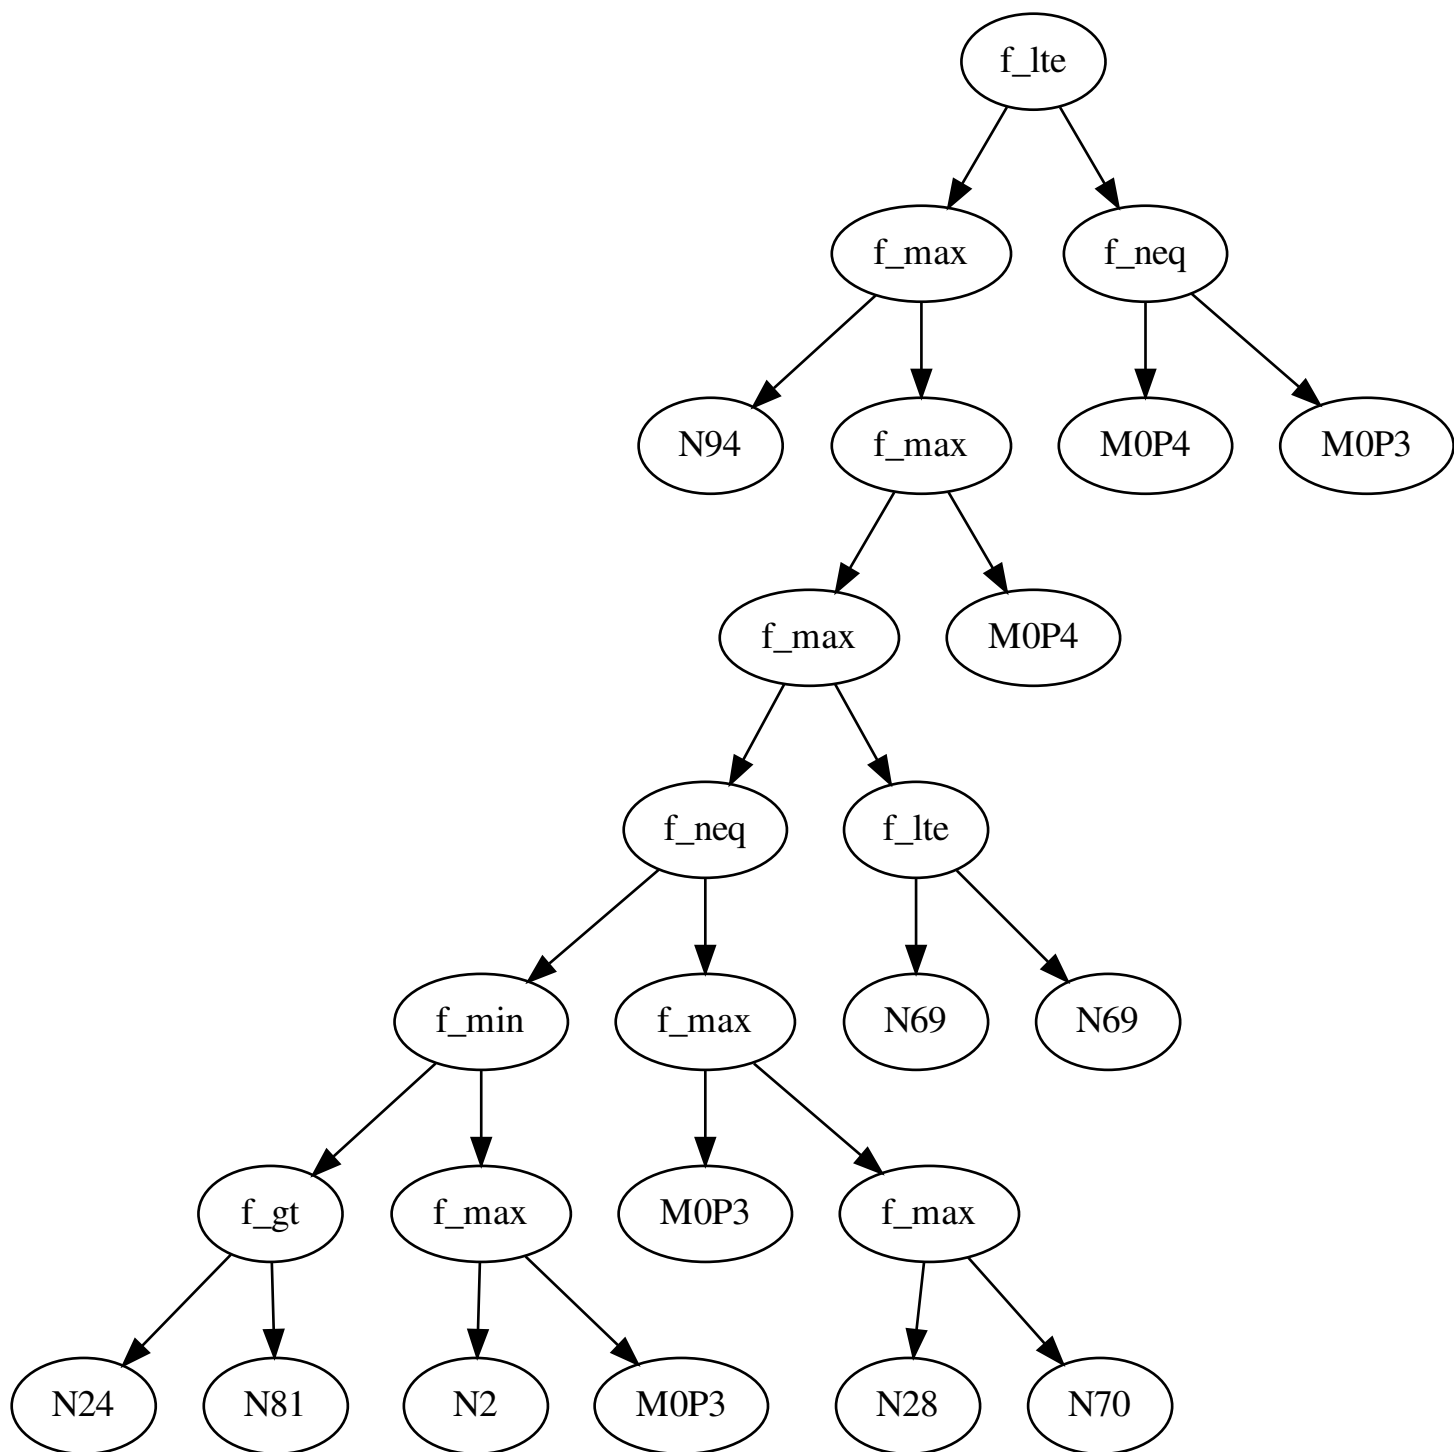 f_lte
f_max f_neq
N94 f_max M0P4 M0P3
f_max M0P4
f_neq f_lte
f_min f_max N69 N69
f_gt f_max M0P3 f_max
N24 N81 N2 M0P3 N28 N70